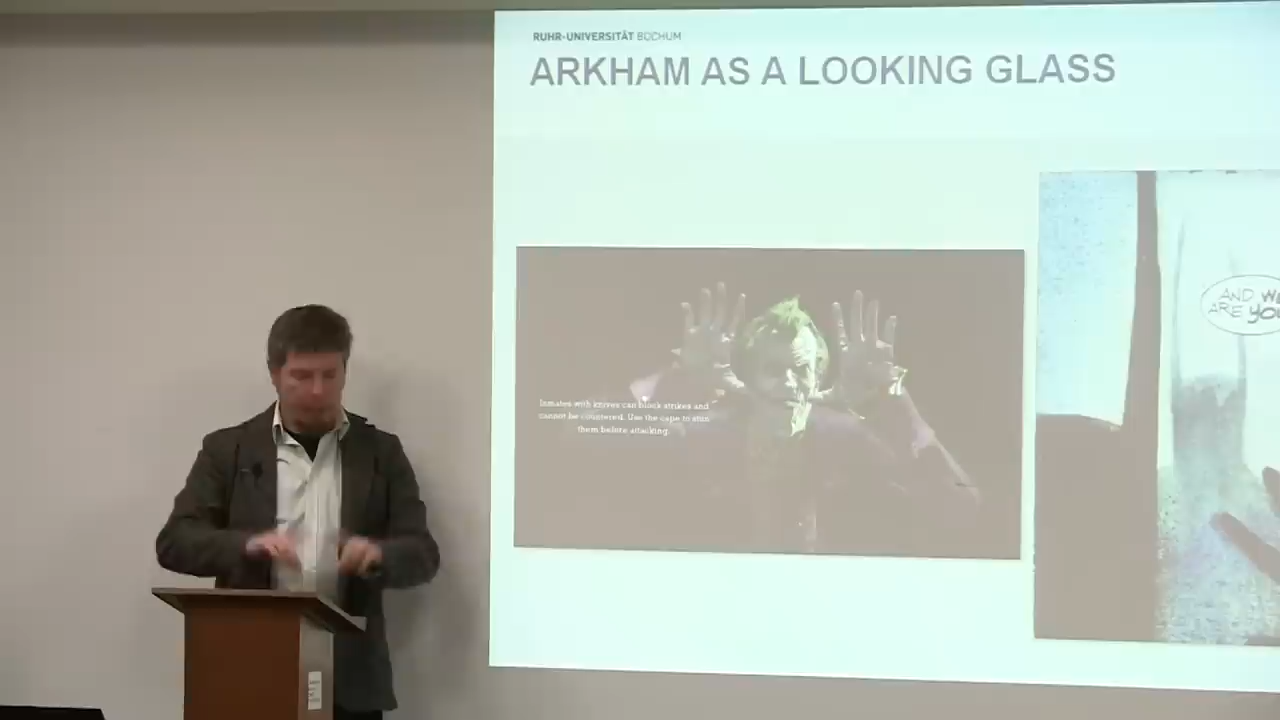 RUHR-UNIVERSITÄT BOCHUM
ARKHAM AS A LOOKING GLASS
Inmates with knives can block strikes and
cannot be countered. Use the cape to stun
them before attacking.
AND
ARE YOU